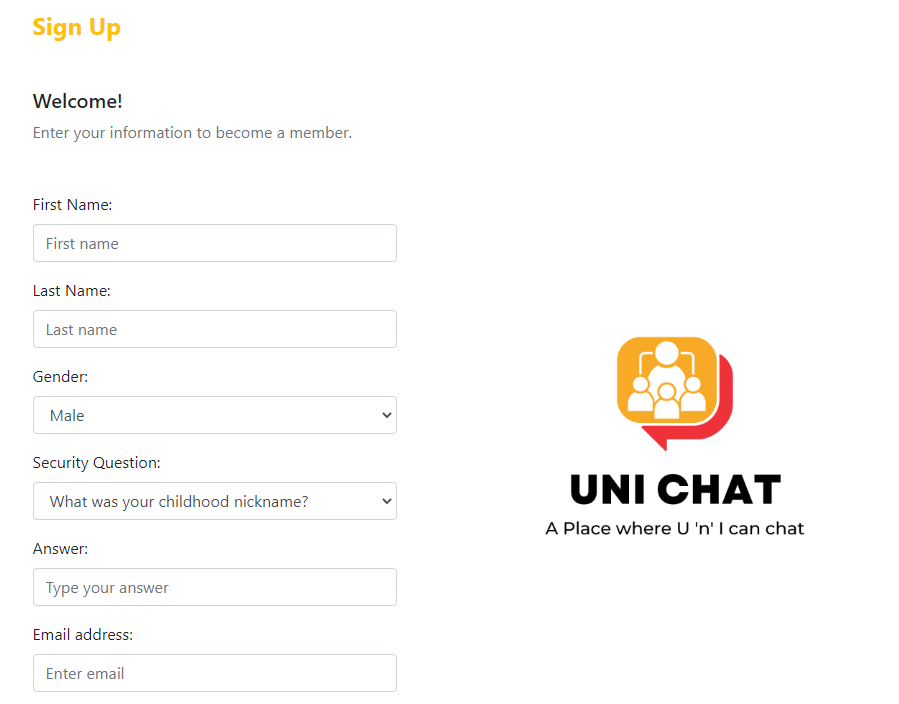 Sign Up
Welcome!
Enter your information to become a member.
First Name:
First name
Last Name:
Last name
Gender:
Male
Security Question:
What was your childhood nickname?
Answer:
Type your answer
Email address:
Enter email
UNI CHAT
A Place where U 'n' I can chat